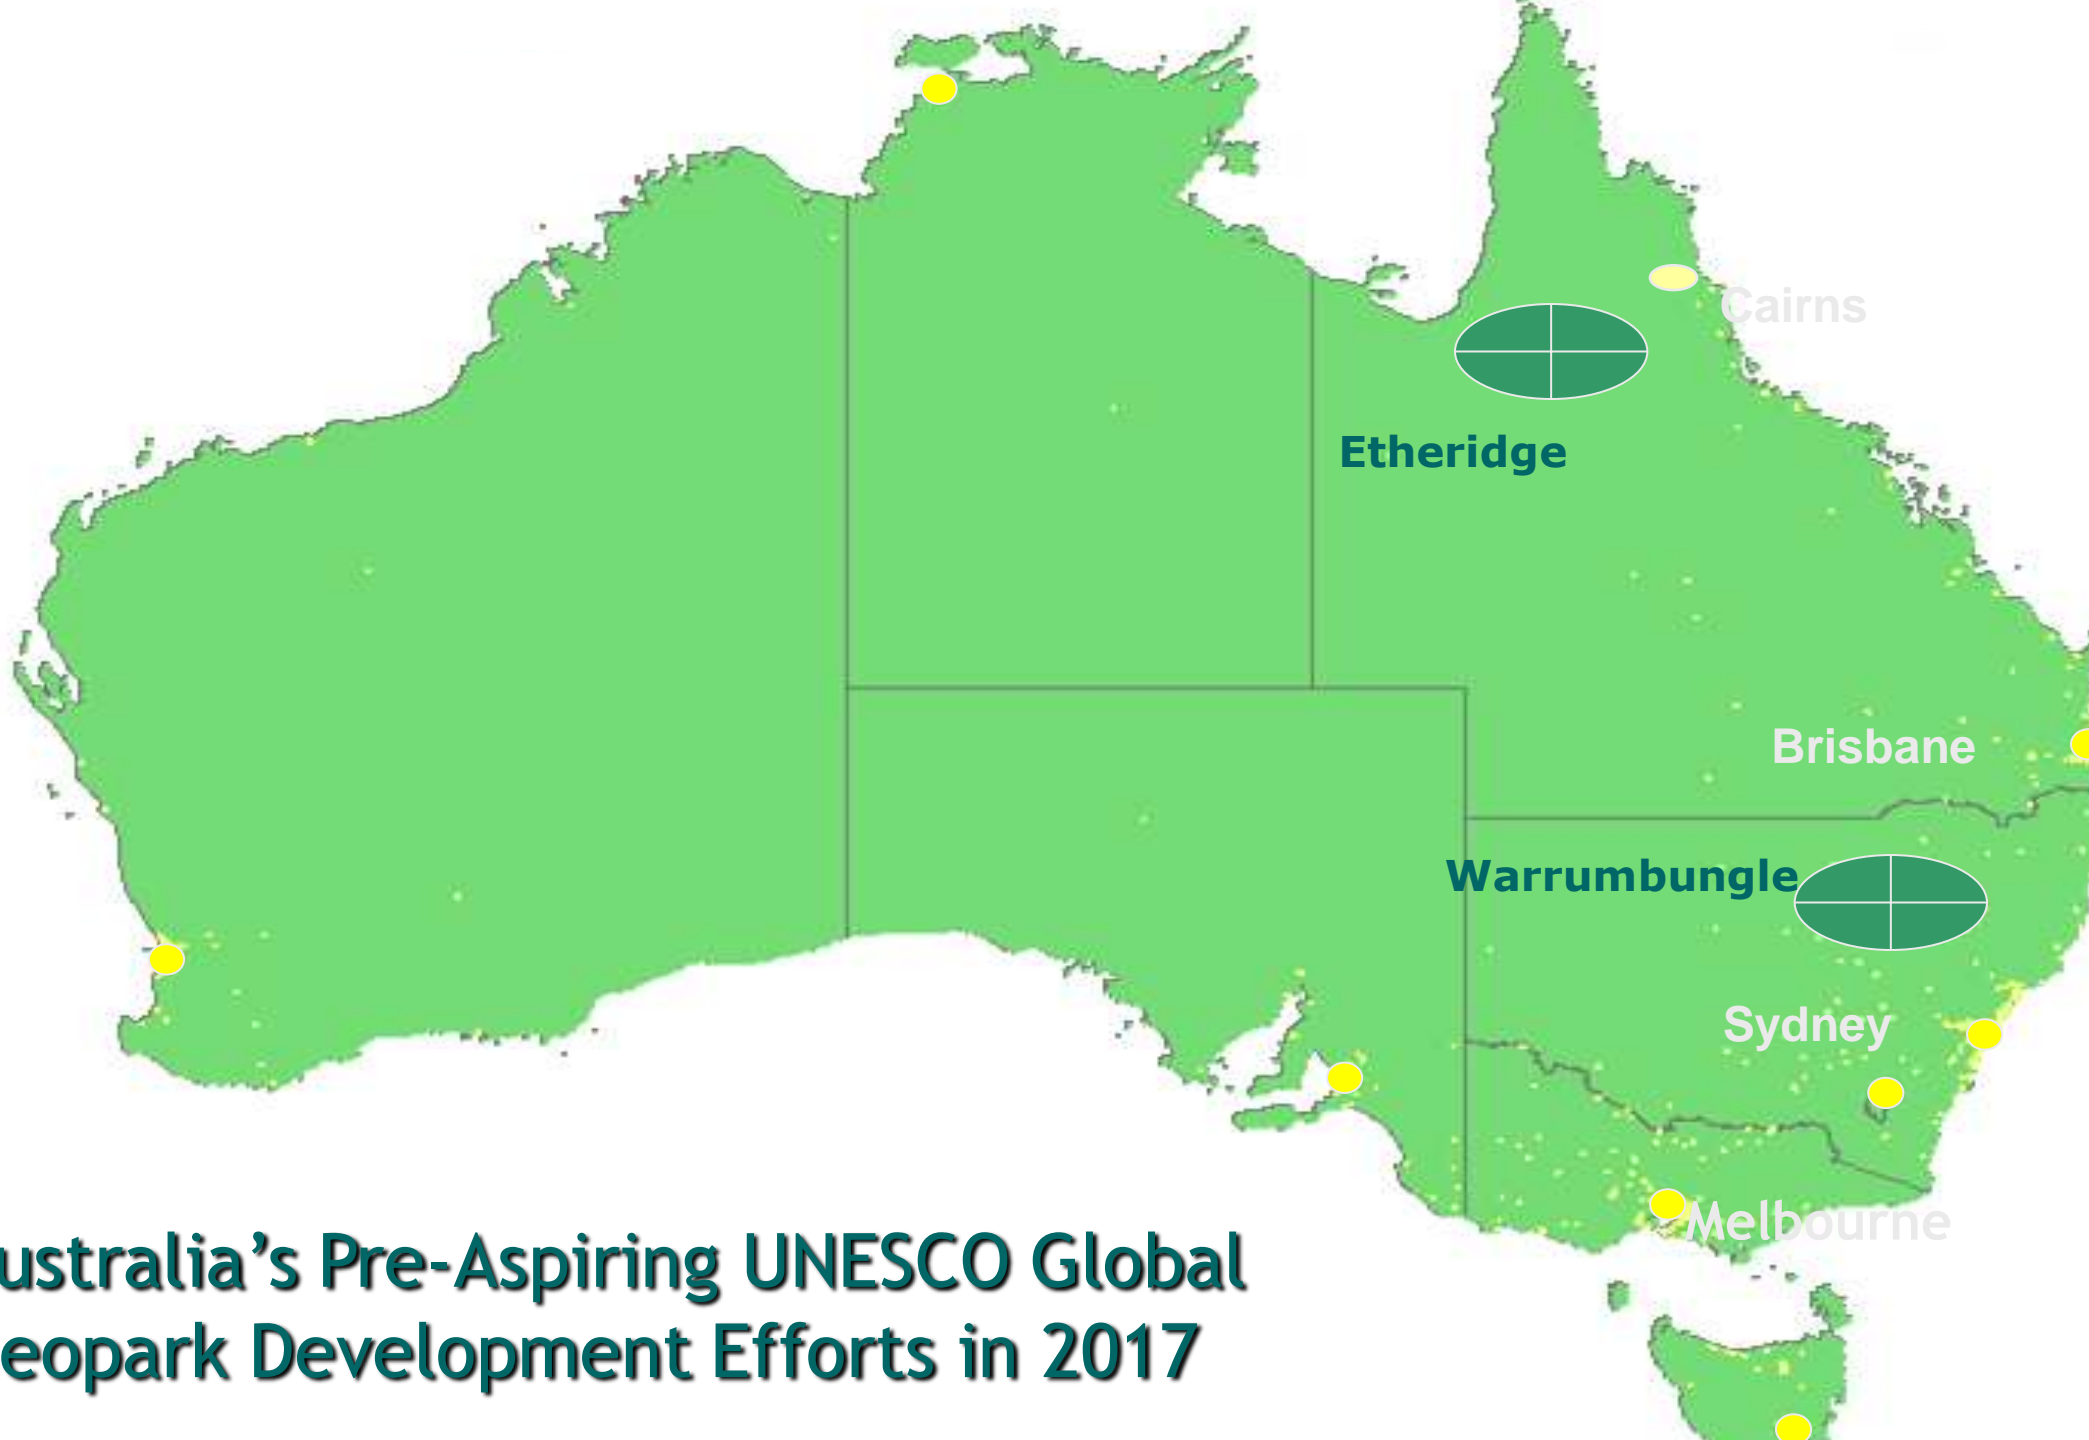 Cairns
Etheridge
Brisbane
Warrumbungle
Sydney
Melbourne
ustralia’s Pre-Aspiring UNESCO Global
eopark Development Efforts in 2017